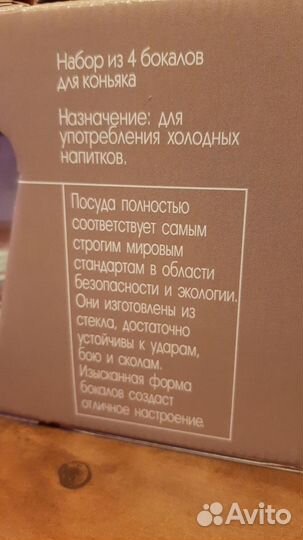 Набор из 4 бокалов
для коньяка
Назначение: для
употребления холодных
напитков.
Посуда полностью
соответствует самым
строгим мировым
стандартам в области
безопасности и экологии.
Они изготовлены из
стекла, достаточно
устойчивы к ударам,
бою и сколам.
Изысканная форма
бокалов создаст
отличное настроение.
Avito